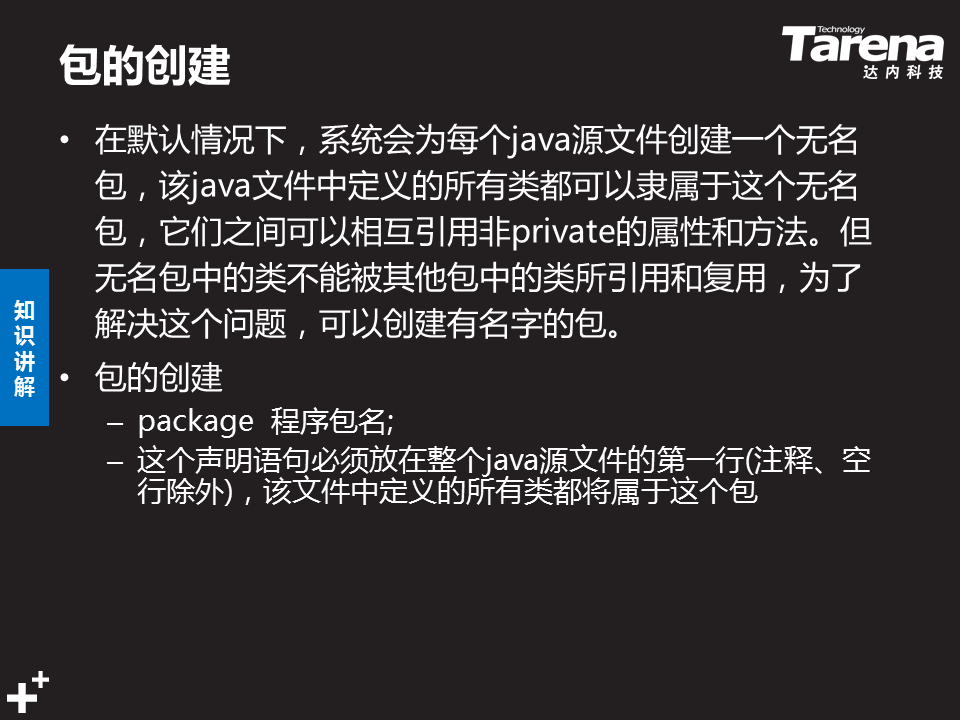 包的创建
Technology
Tarena
达内科技
• 在默认情况下，系统会为每个java源文件创建一个无名
包，该java文件中定义的所有类都可以隶属于这个无名
包，它们之间可以相互引用非private的属性和方法。但
无名包中的类不能被其他包中的类所引用和复用，为了
解决这个问题，可以创建有名字的包。
知识讲解
• 包的创建
– package 程序包名;
– 这个声明语句必须放在整个java源文件的第一行(注释、空
行除外)，该文件中定义的所有类都将属于这个包